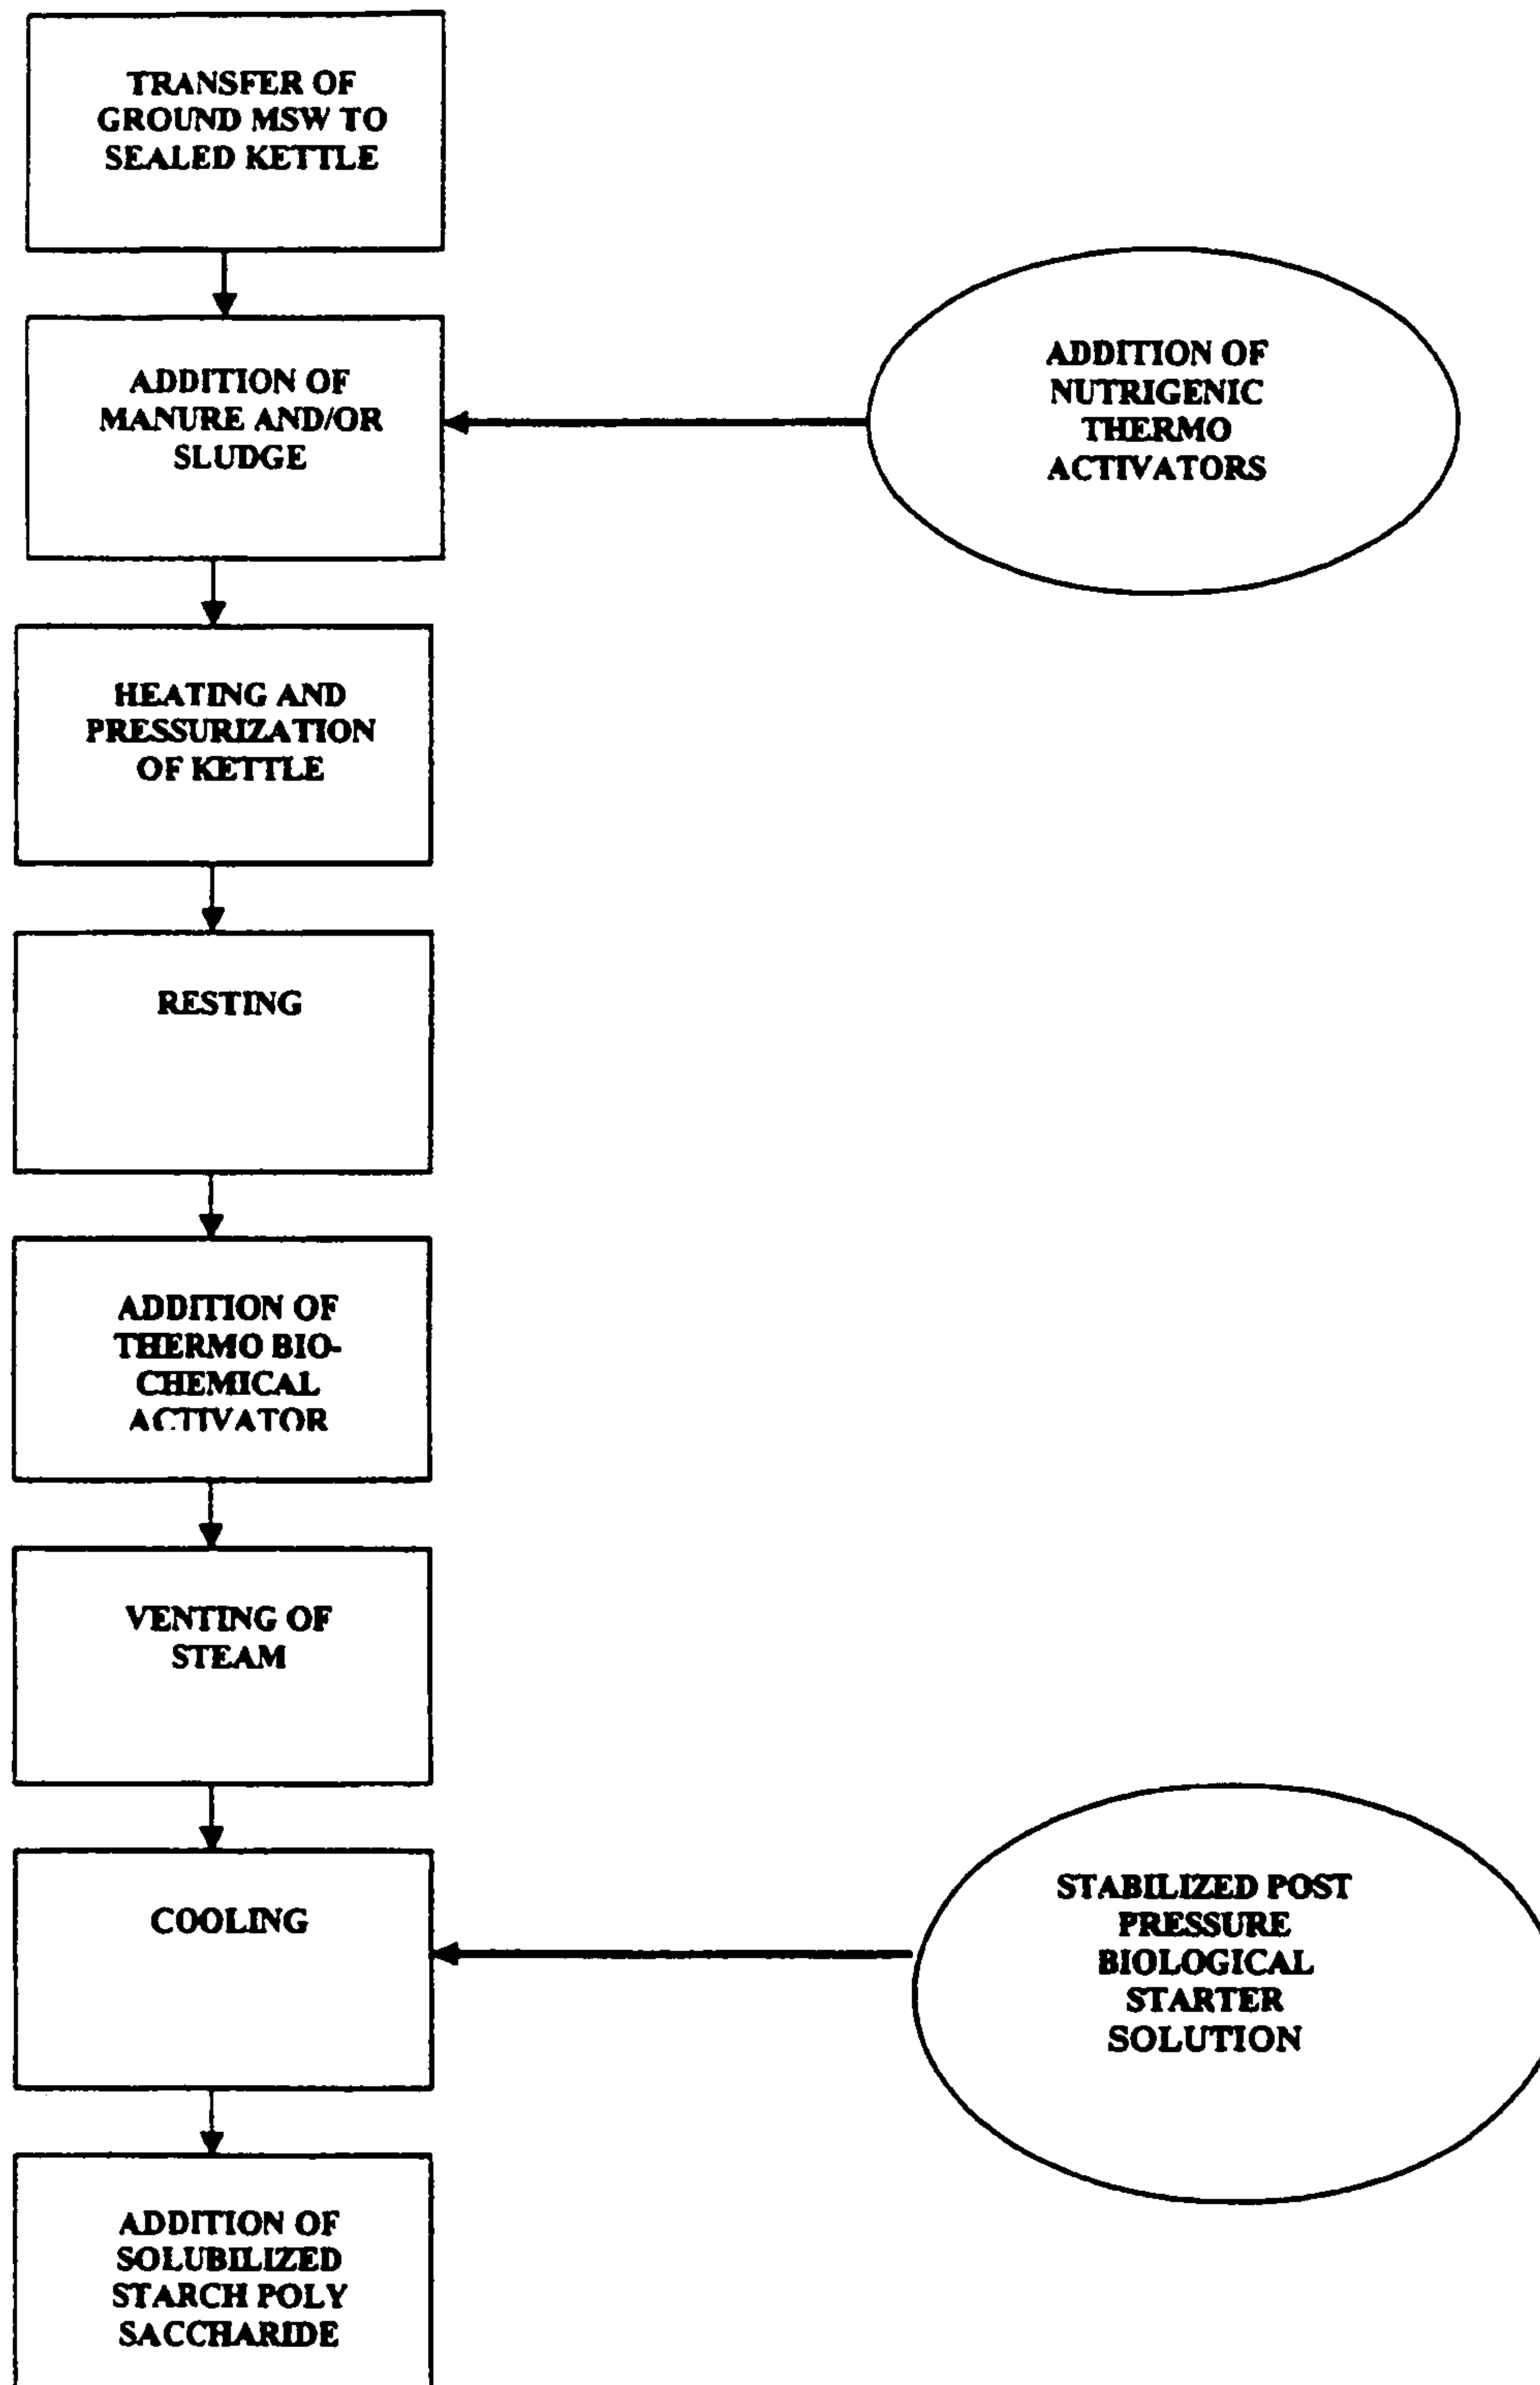 TRANSFER OF
GROUND MSW TO
SEALED KETTLE
ADDITION OF
MANURE AND/OR
SLUDGE
ADDITION OF
NUTRIGENIC
THERMO
ACTIVATORS
HEATING AND
PRESSURIZATION
OF KETTLE
RESTING
ADDITION OF
THERMO BIO-
CHEMICAL
ACTIVATOR
VENTING OF
STEAM
COOLING
STABILIZED POST
PRESSURE
BIOLOGICAL
STARTER
SOLUTION
ADDITION OF
SOLUBILIZED
STARCH POLY
SACCHARIDE